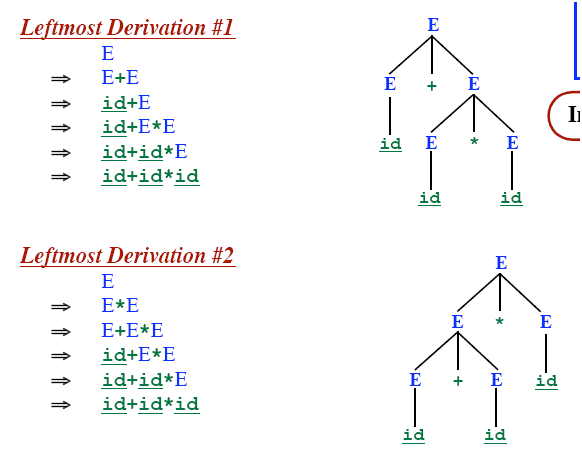 Leftmost Derivation #1
E
⇒ E+E
⇒ id+E
⇒ id+E*E
⇒ id+id*E
⇒ id+id*id
E
E + E
id E * E
id id
Leftmost Derivation #2
E
⇒ E*E
⇒ E+E*E
⇒ id+E*E
⇒ id+id*E
⇒ id+id*id
E
E * E
E + E id
id id